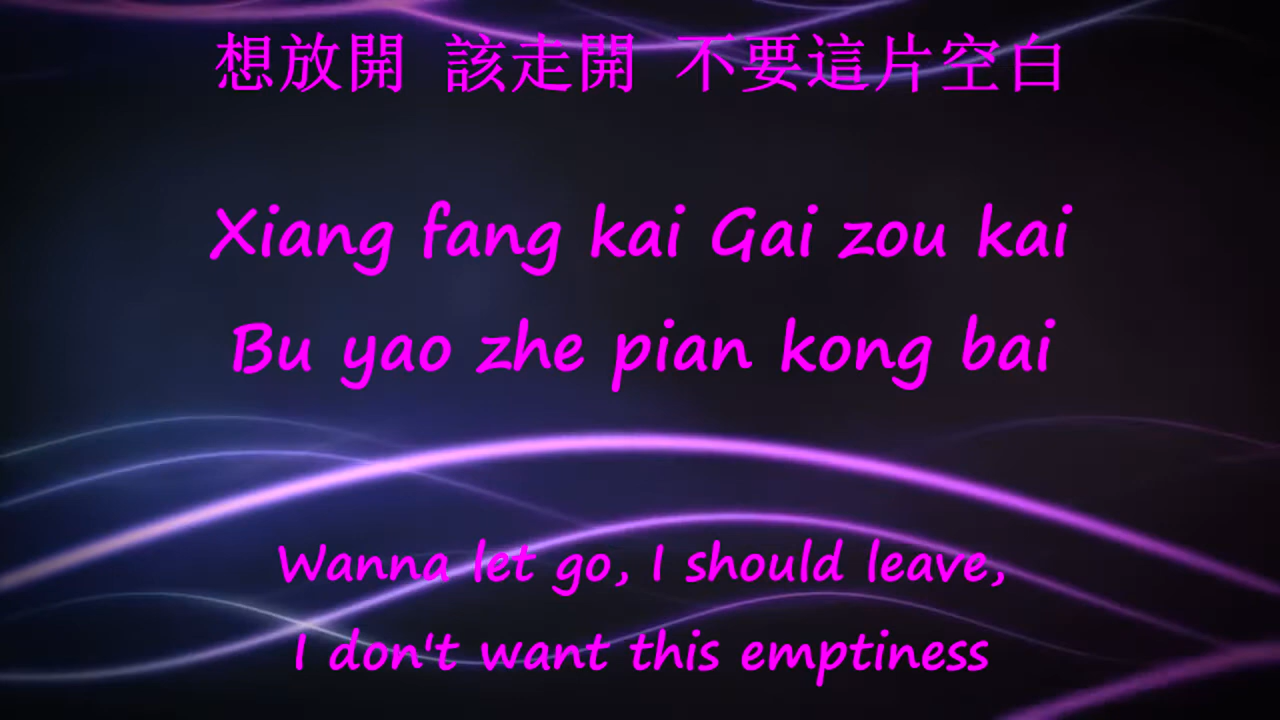 想放開 該走開 不要這片空白
Xiang fang kai Gai zou kai
Bu yao zhe pian kong bai
Wanna let go, I should leave,
I don't want this emptiness